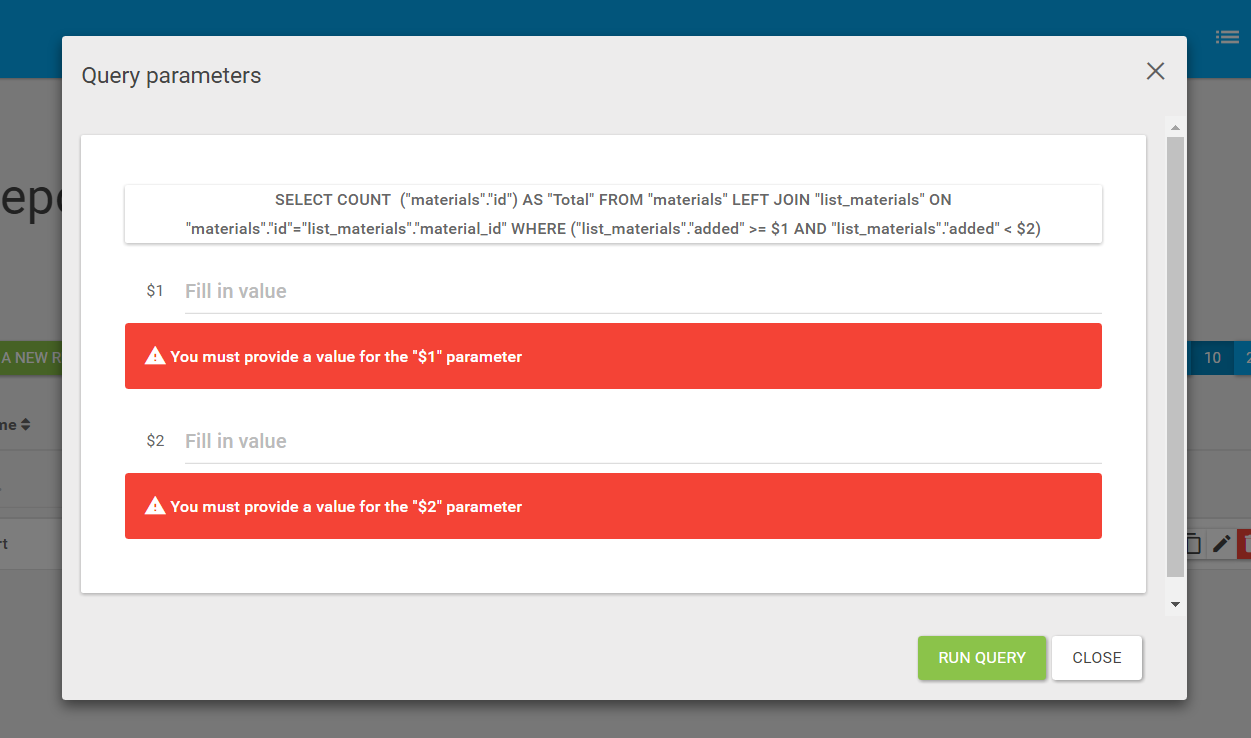 Query parameters
epo
SELECT COUNT  ("materials"."id") AS "Total" FROM "materials" LEFT JOIN "list_materials" ON
"materials"."id"="list_materials"."material_id" WHERE ("list_materials"."added" >= $1 AND "list_materials"."added" < $2)
$1 Fill in value
You must provide a value for the "$1" parameter
A NEW R
10 2
me
$2 Fill in value
You must provide a value for the "$2" parameter
rt
RUN QUERY CLOSE